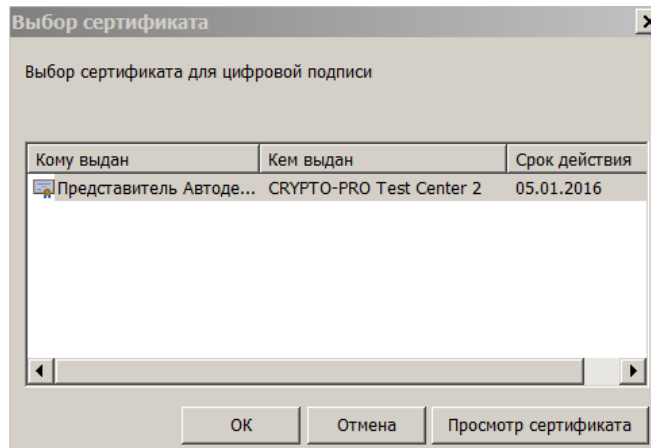 Выбор сертификата
Выбор сертификата для цифровой подписи
Кому выдан Кем выдан Срок действия
Представитель Автоде... CRYPTO-PRO Test Center 2 05.01.2016
ОК Отмена Просмотр сертификата